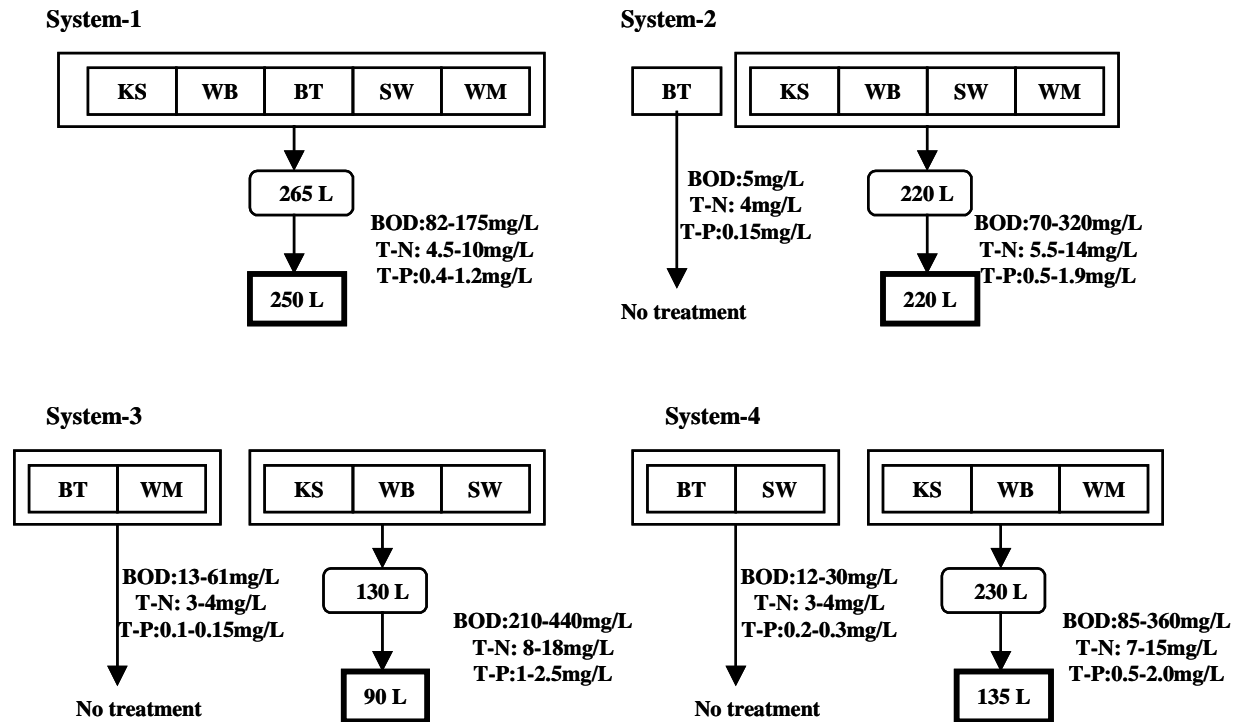 System-1
KS WB BT SW WM
265 L
BOD:82-175mg/L
T-N: 4.5-10mg/L
T-P:0.4-1.2mg/L
250 L
System-2
BT
KS WB SW WM
BOD:5mg/L
T-N: 4mg/L
T-P:0.15mg/L
No treatment
220 L
BOD:70-320mg/L
T-N: 5.5-14mg/L
T-P:0.5-1.9mg/L
220 L
System-3
BT WM
KS WB SW
BOD:13-61mg/L
T-N: 3-4mg/L
T-P:0.1-0.15mg/L
No treatment
130 L
BOD:210-440mg/L
T-N: 8-18mg/L
T-P:1-2.5mg/L
90 L
System-4
BT SW
KS WB WM
BOD:12-30mg/L
T-N: 3-4mg/L
T-P:0.2-0.3mg/L
No treatment
230 L
BOD:85-360mg/L
T-N: 7-15mg/L
T-P:0.5-2.0mg/L
135 L